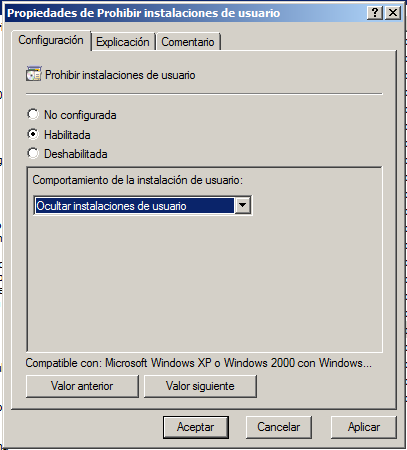 Propiedades de Prohibir instalaciones de usuario
Configuración Explicación Comentario
Prohibir instalaciones de usuario
No configurada
Habilitada
Deshabilitada
Comportamiento de la instalación de usuario:
Ocultar instalaciones de usuario
Compatible con: Microsoft Windows XP o Windows 2000 con Windows...
Valor anterior Valor siguiente
Aceptar Cancelar Aplicar